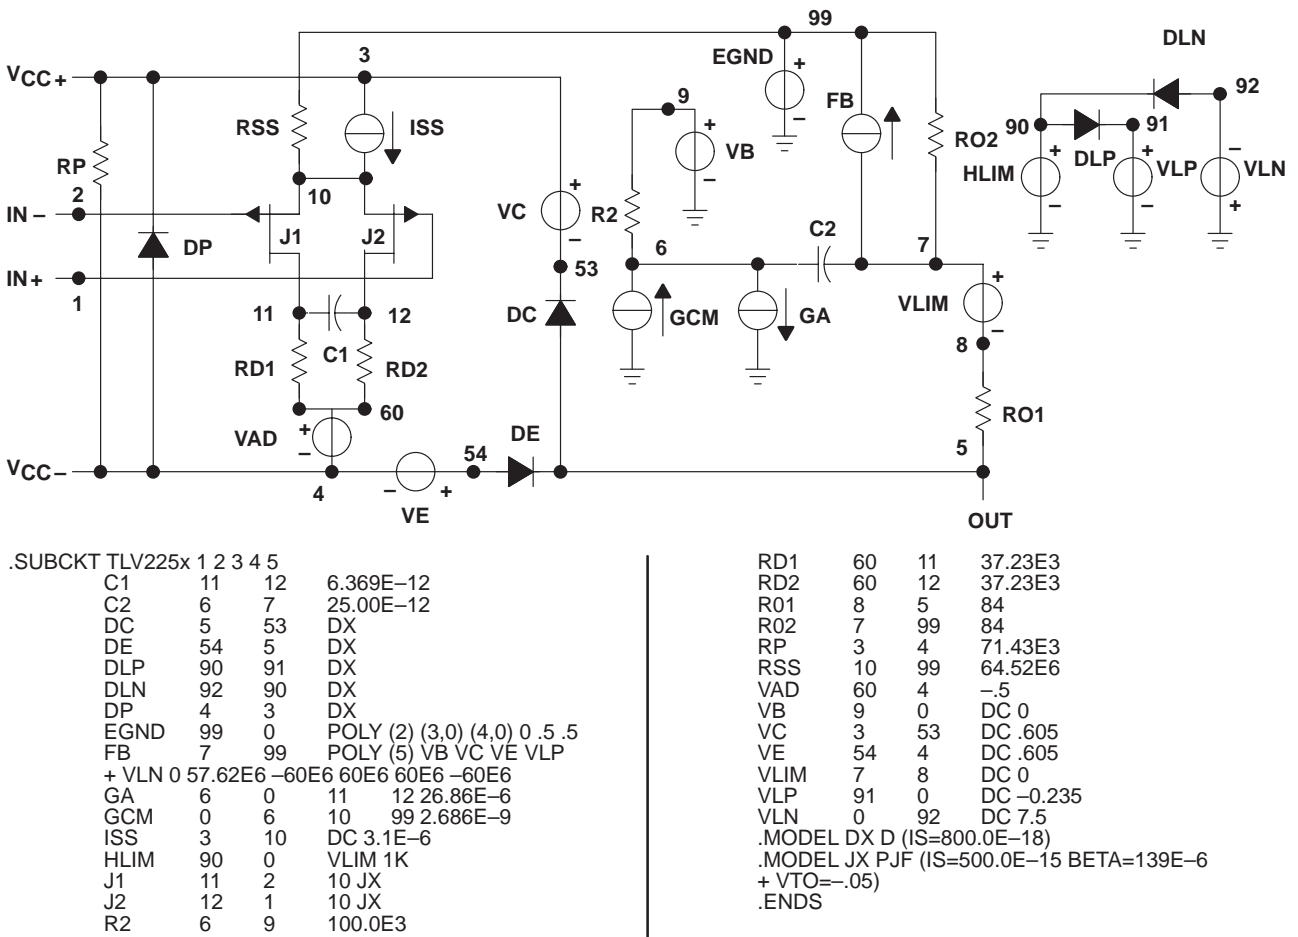 99
DLN
3
EGND
+
VCC+
9
92
RSS
ISS
FB
+
VB
–
RO2
90
91
–
RP
10
HLIM
+
DLP
+
VLP
VLN
–
–
+
2
IN –
+
VC
–
R2
C2
J1
J2
DP
6
7
IN+
1
53
+
VLIM
–
11
12
DC
GCM
GA
8
C1
RD1
RD2
RO1
60
VAD
+
–
DE
54
5
VCC–
4
–
+
VE
OUT
.SUBCKT TLV225x 1 2 3 4 5
C1 11 12 6.369E–12
C2 6 7 25.00E–12
DC 5 53 DX
DE 54 5 DX
DLP 90 91 DX
DLN 92 90 DX
DP 4 3 DX
EGND 99 0 POLY (2) (3,0) (4,0) 0 .5 .5
FB 7 99 POLY (5) VB VC VE VLP
+ VLN 0 57.62E6 –60E6 60E6 60E6 –60E6
GA 6 0 11 12 26.86E–6
GCM 0 6 10 99 2.686E–9
ISS 3 10 DC 3.1E–6
HLIM 90 0 VLIM 1K
J1 11 2 10 JX
J2 12 1 10 JX
R2 6 9 100.0E3
RD1 60 11 37.23E3
RD2 60 12 37.23E3
R01 8 5 84
R02 7 99 84
RP 3 4 71.43E3
RSS 10 99 64.52E6
VAD 60 4 –.5
VB 9 0 DC 0
VC 3 53 DC .605
VE 54 4 DC .605
VLIM 7 8 DC 0
VLP 91 0 DC –0.235
VLN 0 92 DC 7.5
.MODEL DX D (IS=800.0E–18)
.MODEL JX PJF (IS=500.0E–15 BETA=139E–6
+ VTO=–.05)
.ENDS